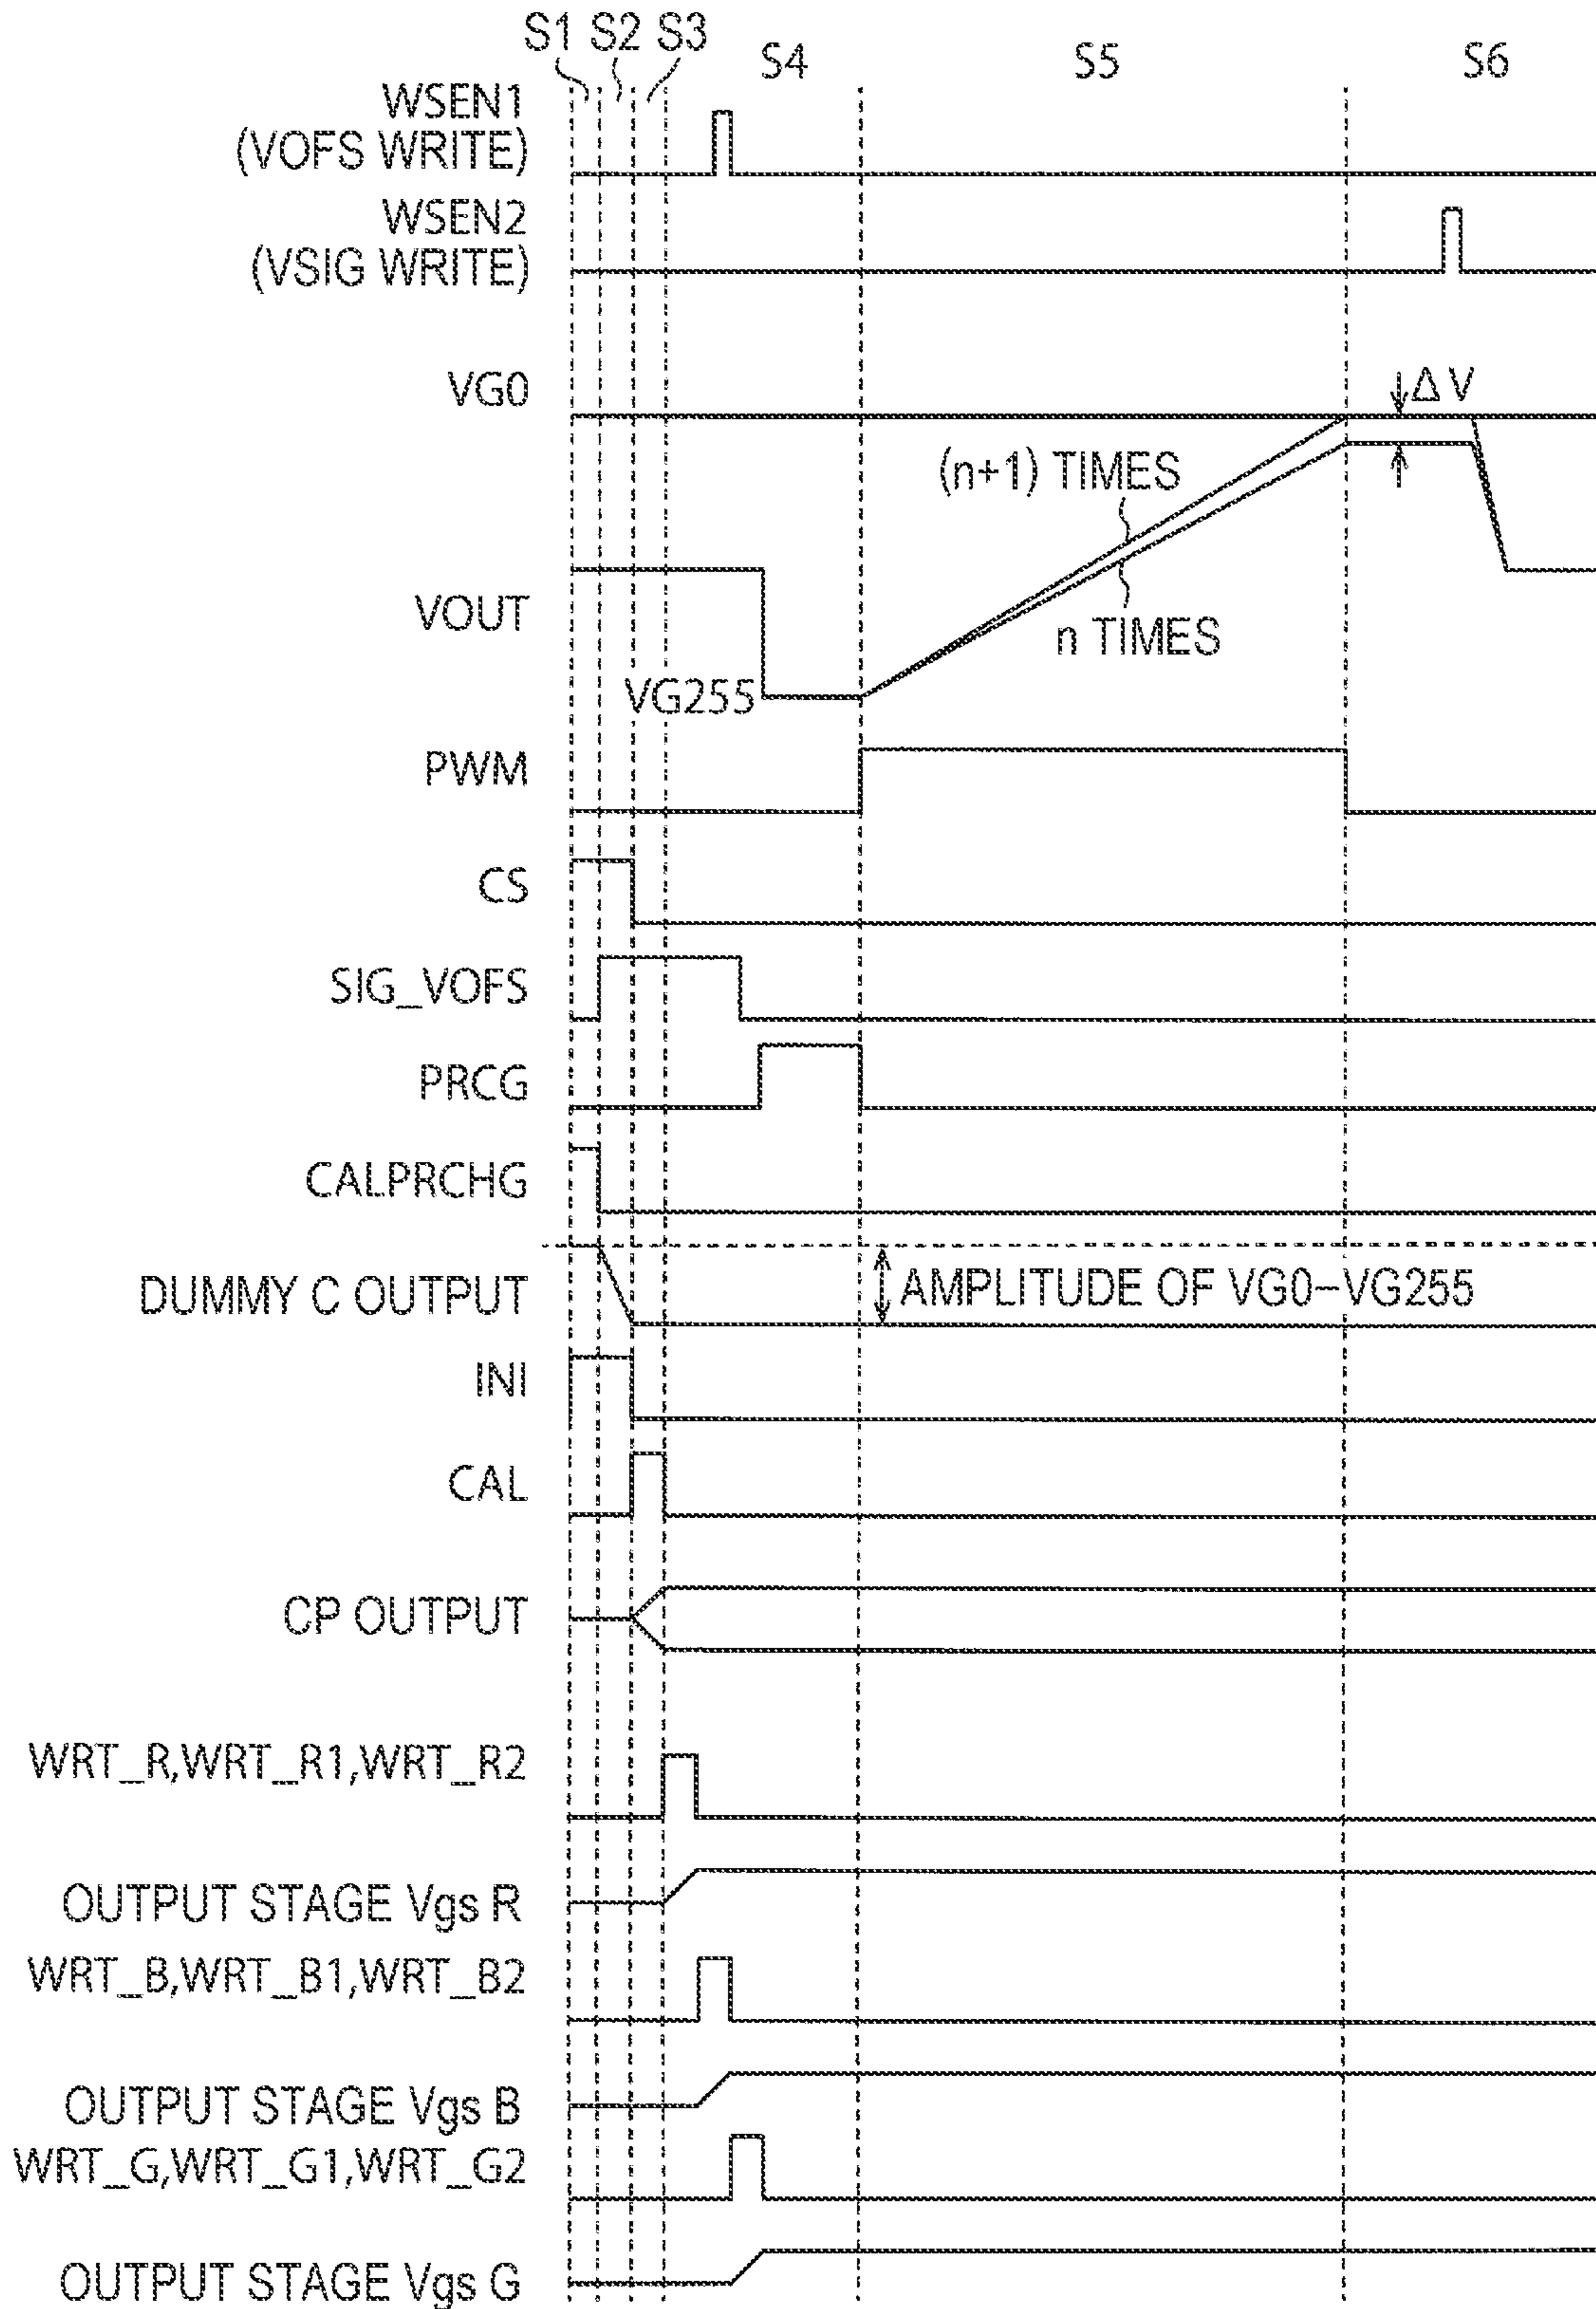 S1 S2 S3 S4 S5 S6
WSEN1
(VOFS WRITE)
WSEN2
(VSIG WRITE)
VG0
ΔV
(n+1) TIMES
VOUT
n TIMES
VG255
PWM
CS
SIG_VOFS
PRCG
CALPRCHG
DUMMY C OUTPUT
AMPLITUDE OF VG0-VG255
INI
CAL
CP OUTPUT
WRT_R,WRT_R1,WRT_R2
OUTPUT STAGE Vgs R
WRT_B,WRT_B1,WRT_B2
OUTPUT STAGE Vgs B
WRT_G,WRT_G1,WRT_G2
OUTPUT STAGE Vgs G